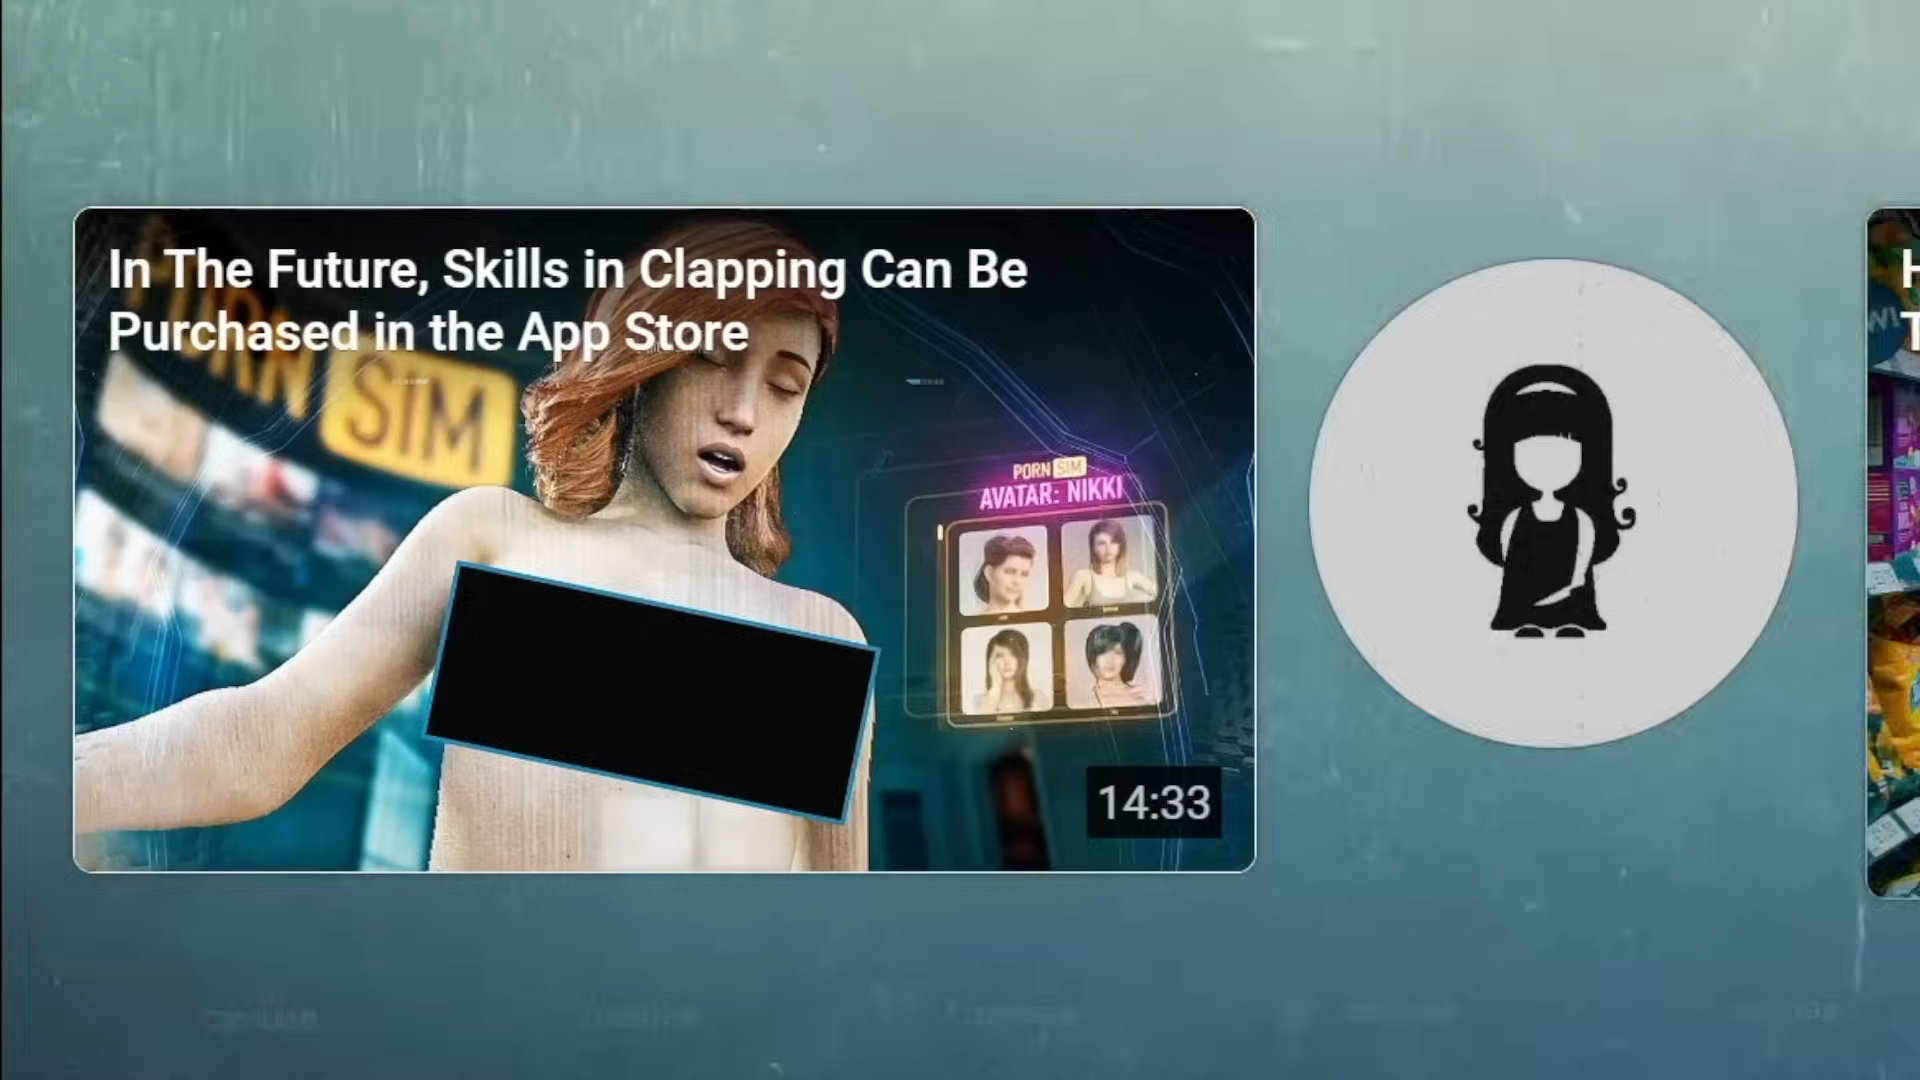 In The Future, Skills in Clapping Can Be
Purchased in the App Store
PORN SIM
PORN SIM
AVATAR: NIKKI
14:33
H
T